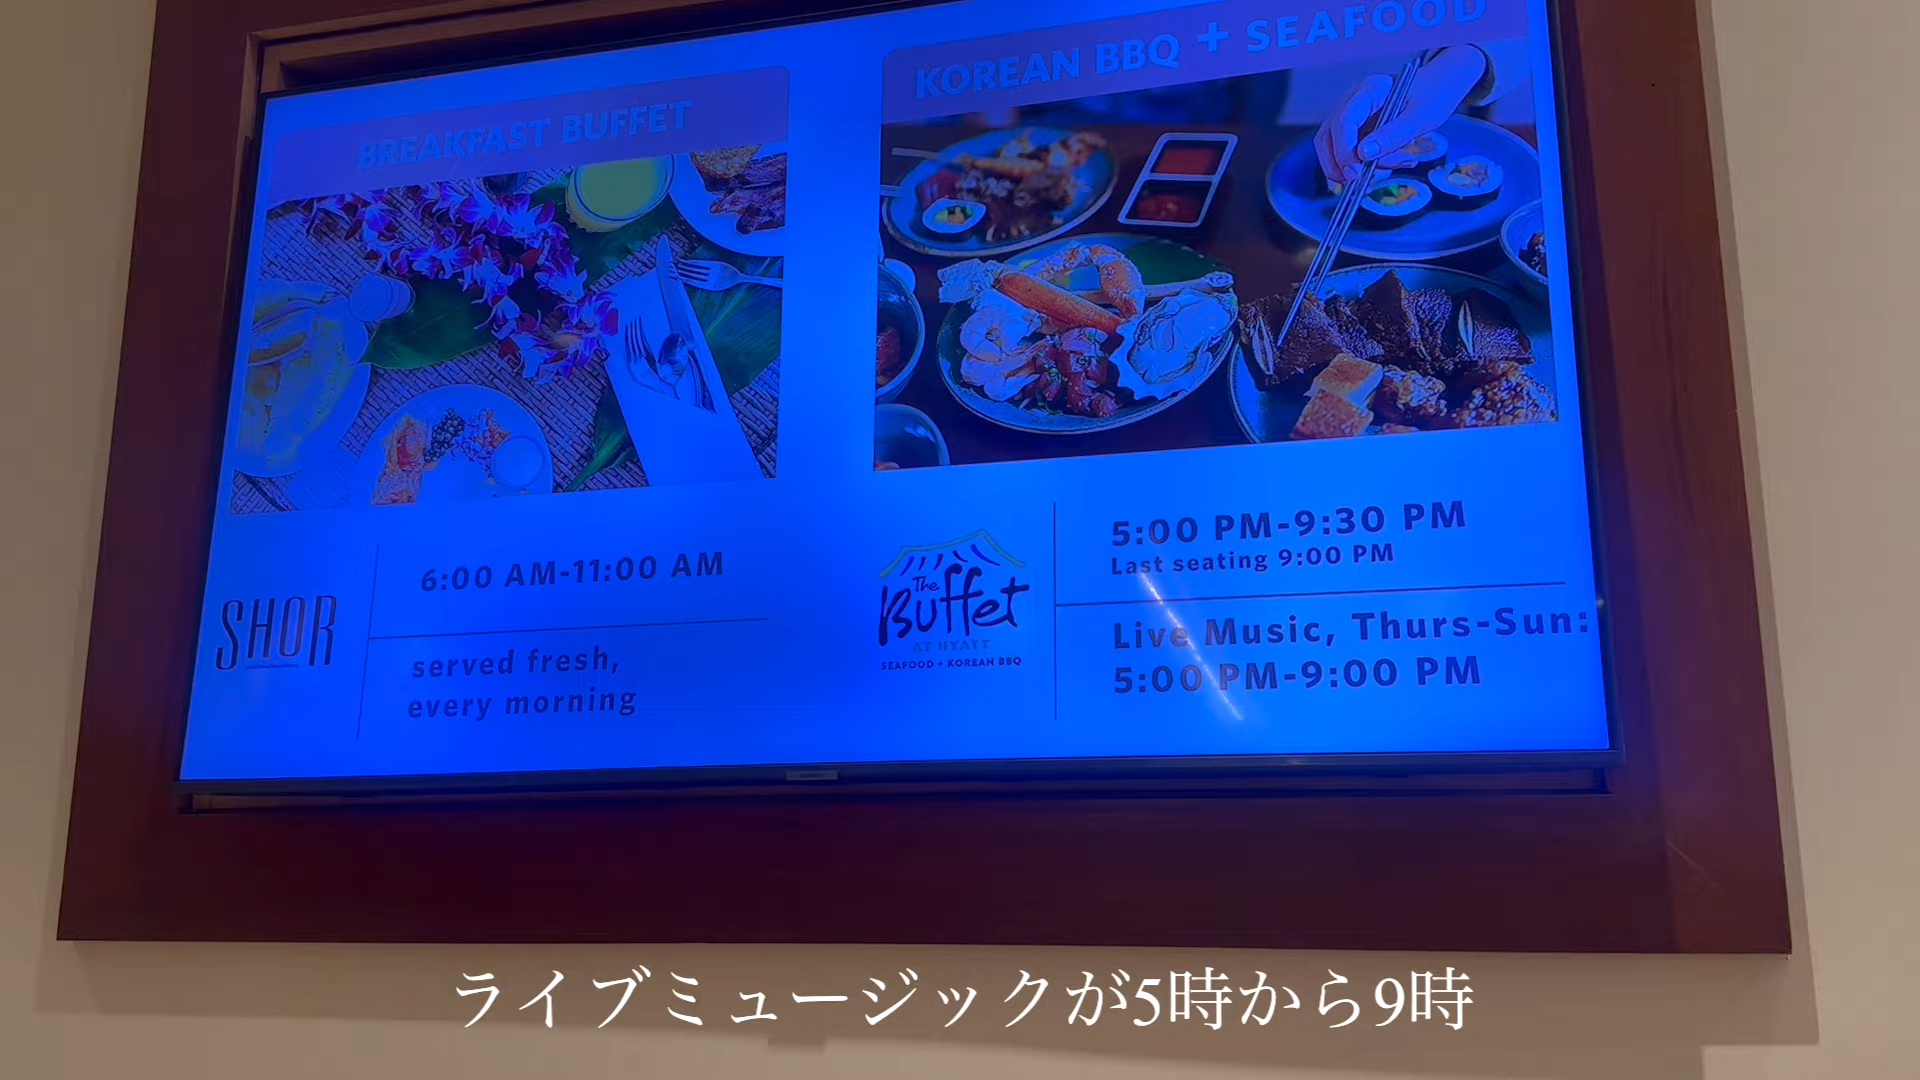 BREAKFAST BUFFET
SHOR
6:00 AM-11:00 AM
served fresh,
every morning
KOREAN BBQ + SEAFOOD
The
Buffet
AT HYATT
SEAFOOD + KOREAN BBQ
5:00 PM-9:30 PM
Last seating 9:00 PM
Live Music, Thurs-Sun:
5:00 PM-9:00 PM
ライブミュージックが5時から9時